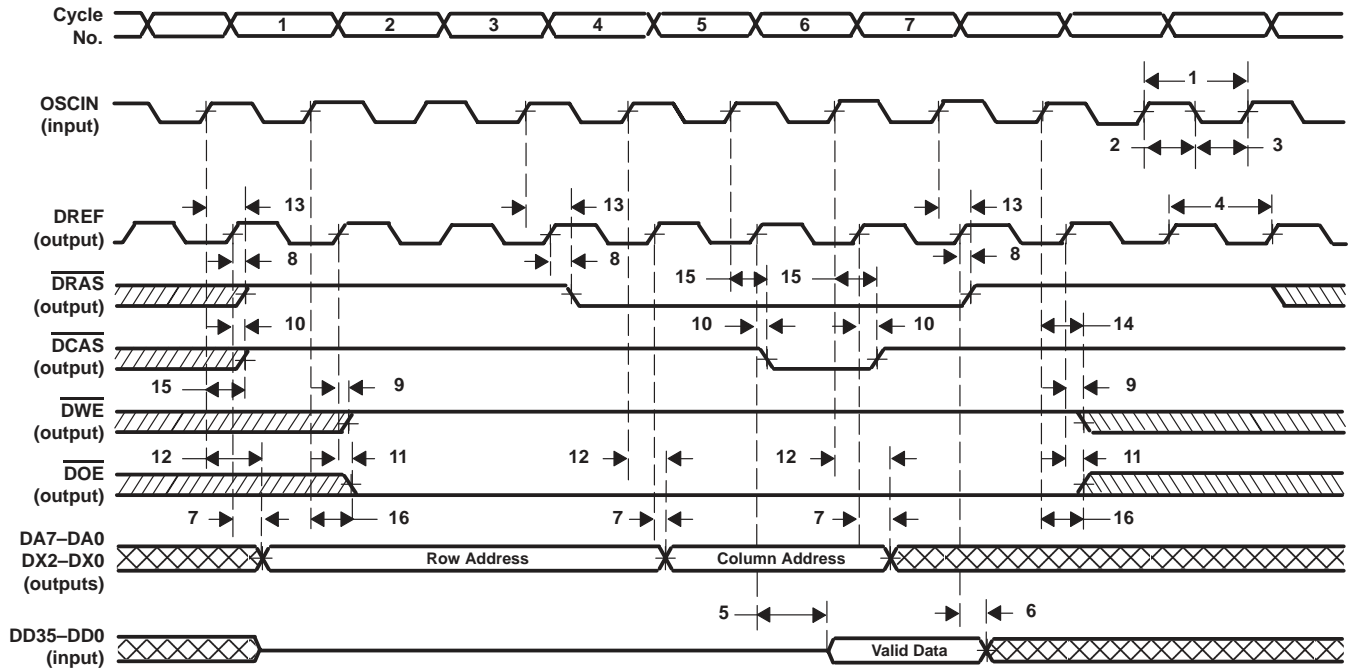 Cycle
No.
1 2 3 4 5 6 7
OSCIN
(input)
1
2 3
DREF
(output)
13 13 13 4
8 8 8
DRAS
(output)
15 15
10 10 10 14
DCAS
(output)
15 9 9
DWE
(output)
12 11 12 12 11
DOE
(output)
7 16 7 7 16
DA7–DA0
DX2–DX0
(outputs)
Row Address Column Address
5 6
DD35–DD0
(input)
Valid Data